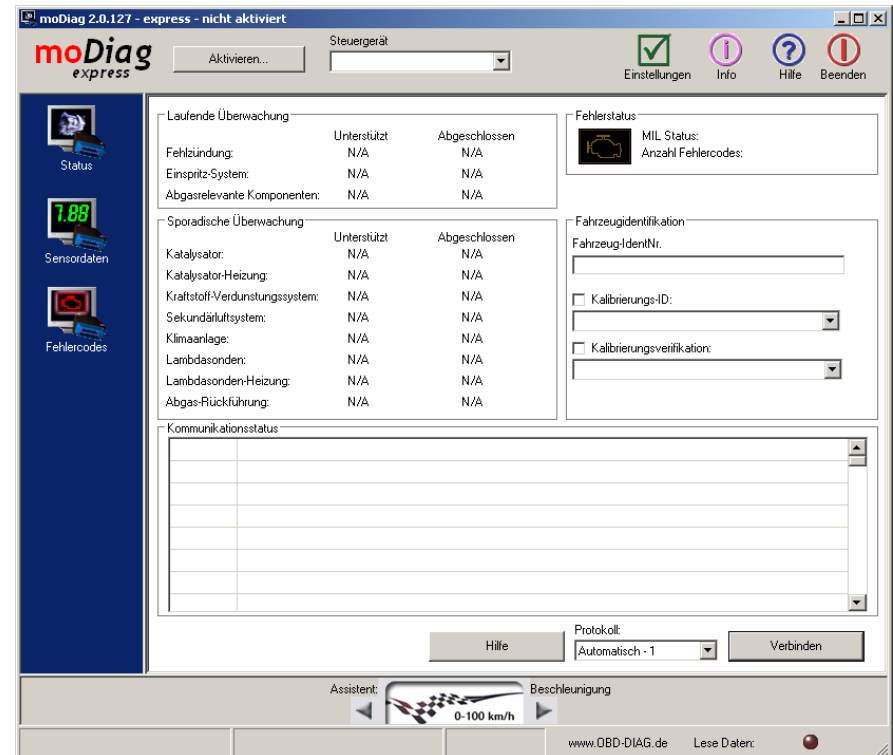 moDiag 2.0.127 - express - nicht aktiviert
moDiag
express
Aktivieren...
Steuergerät
Einstellungen
Info
Hilfe
Beenden
Status
7.88
Sensordaten
Fehlercodes
Laufende Überwachung
Unterstützt Abgeschlossen
Fehlzündung: N/A N/A
Einspritz-System: N/A N/A
Abgasrelevante Komponenten: N/A N/A
Sporadische Überwachung
Unterstützt Abgeschlossen
Katalysator: N/A N/A
Katalysator-Heizung: N/A N/A
Kraftstoff-Verdunstungssystem: N/A N/A
Sekundärluftsystem: N/A N/A
Klimaanlage: N/A N/A
Lambdasonden: N/A N/A
Lambdasonden-Heizung: N/A N/A
Abgas-Rückführung: N/A N/A
Fehlerstatus
MIL Status:
Anzahl Fehlercodes:
Fahrzeugidentifikation
Fahrzeug-IdentNr.
Kalibrierungs-ID:
Kalibrierungsverifikation:
Kommunikationsstatus
Hilfe
Protokoll:
Automatisch - 1
Verbinden
Assistent:
0-100 km/h
Beschleunigung
www.OBD-DIAG.de
Lese Daten: